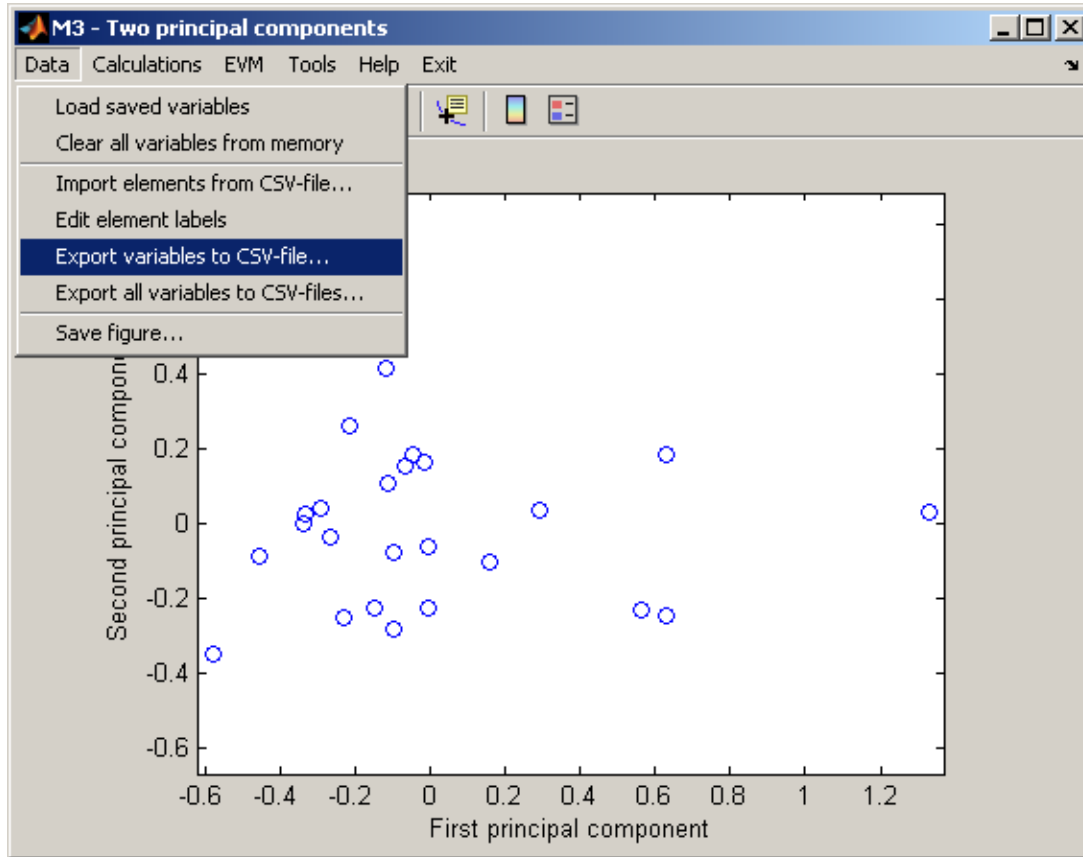 M3 - Two principal components
Data Calculations EVM Tools Help Exit
Load saved variables
Clear all variables from memory
Import elements from CSV-file...
Edit element labels
Export variables to CSV-file...
Export all variables to CSV-files...
Save figure...
0.4
0.2
0
-0.2
-0.4
-0.6
Second principal
-0.6 -0.4 -0.2 0 0.2 0.4 0.6 0.8 1 1.2
First principal component